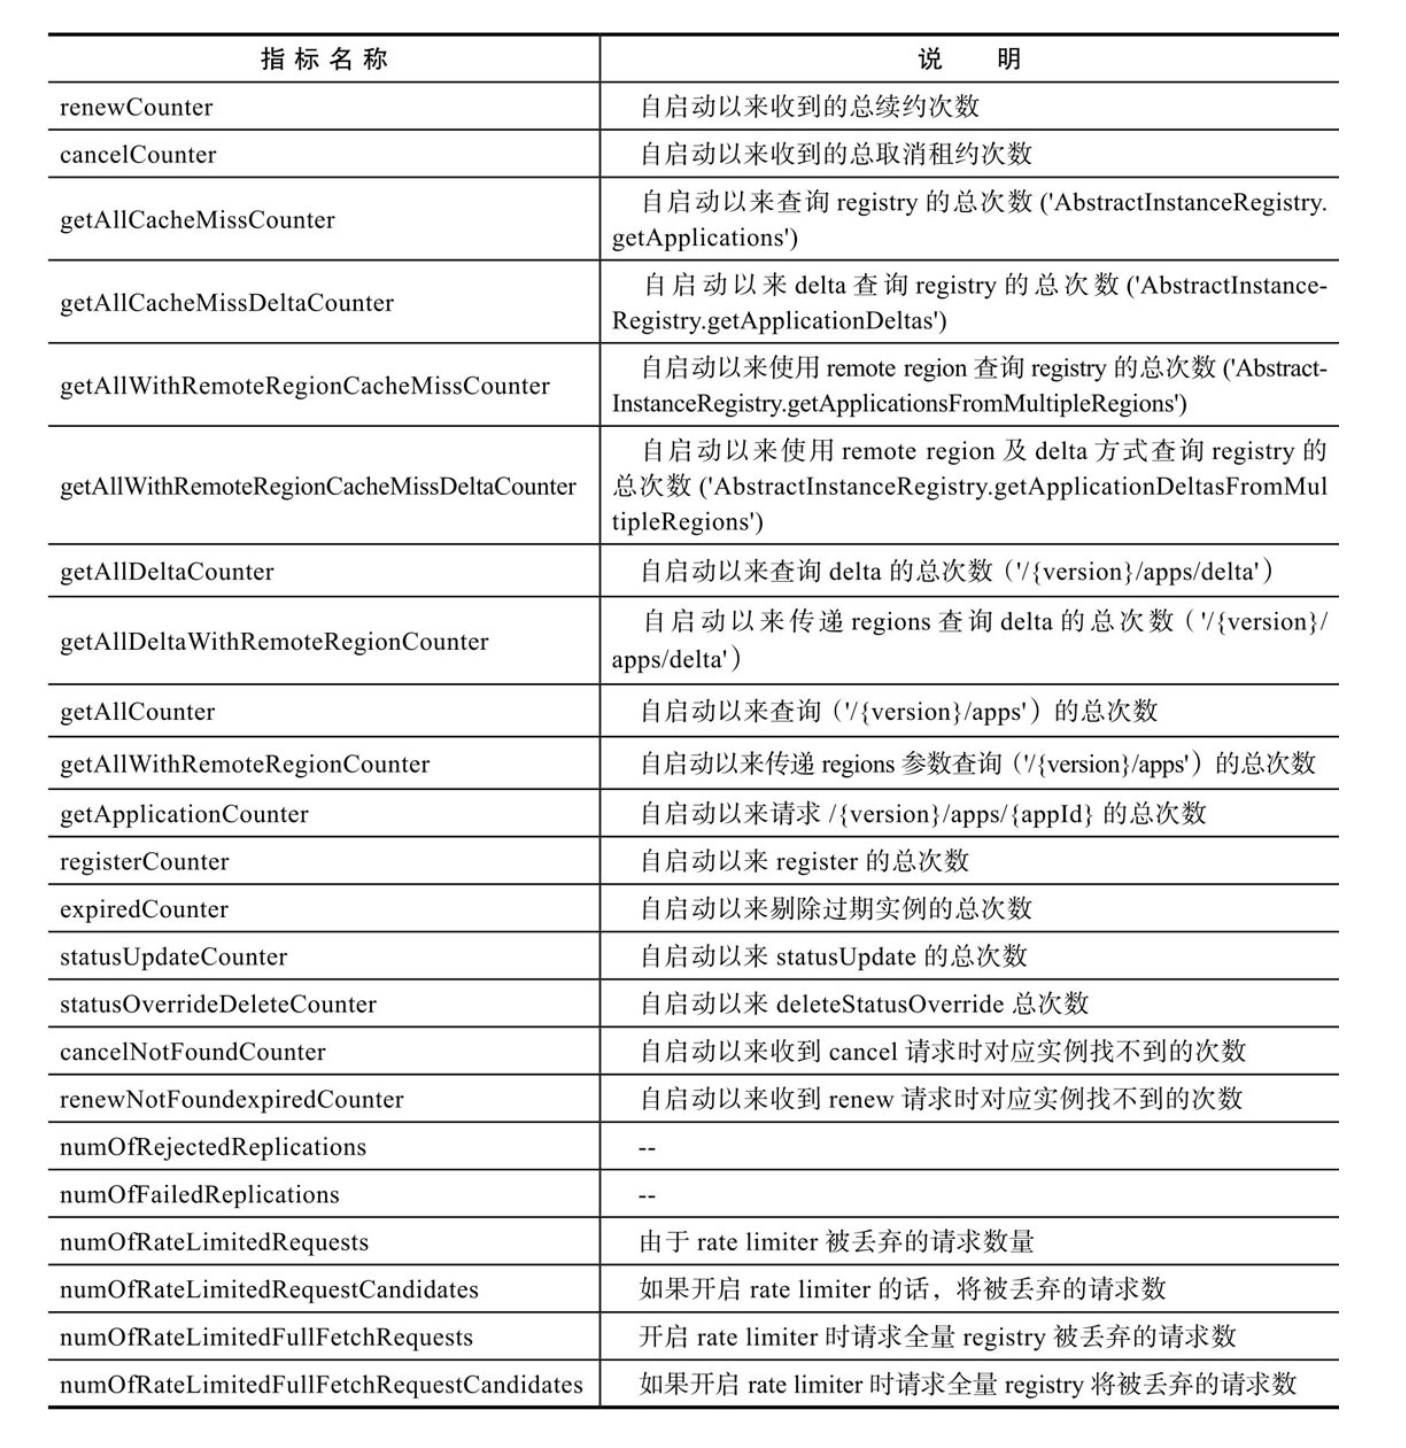 指标名称 说 明
renewCounter 自启动以来收到的总续约次数
cancelCounter 自启动以来收到的总取消租约次数
getAllCacheMissCounter 自启动以来查询 registry 的总次数 ('AbstractInstanceRegistry.
getApplications')
getAllCacheMissDeltaCounter 自启动以来 delta 查询 registry 的总次数 ('AbstractInstance-
Registry.getApplicationDeltas')
getAllWithRemoteRegionCacheMissCounter 自启动以来使用 remote region 查询 registry 的总次数 ('Abstract-
InstanceRegistry.getApplicationsFromMultipleRegions')
getAllWithRemoteRegionCacheMissDeltaCounter 自启动以来使用 remote region 及 delta 方式查询 registry 的
总次数 ('AbstractInstanceRegistry.getApplicationDeltasFromMul
tipleRegions')
getAllDeltaCounter 自启动以来查询 delta 的总次数（'/{version}/apps/delta'）
getAllDeltaWithRemoteRegionCounter 自启动以来传递 regions 查询 delta 的总次数（'/{version}/
apps/delta'）
getAllCounter 自启动以来查询（'/{version}/apps'）的总次数
getAllWithRemoteRegionCounter 自启动以来传递 regions 参数查询（'/{version}/apps'）的总次数
getApplicationCounter 自启动以来请求 /{version}/apps/{appId} 的总次数
registerCounter 自启动以来 register 的总次数
expiredCounter 自启动以来剔除过期实例的总次数
statusUpdateCounter 自启动以来 statusUpdate 的总次数
statusOverrideDeleteCounter 自启动以来 deleteStatusOverride 总次数
cancelNotFoundCounter 自启动以来收到 cancel 请求时对应实例找不到的次数
renewNotFoundexpiredCounter 自启动以来收到 renew 请求时对应实例找不到的次数
numOfRejectedReplications --
numOfFailedReplications --
numOfRateLimitedRequests 由于 rate limiter 被丢弃的请求数量
numOfRateLimitedRequestCandidates 如果开启 rate limiter 的话，将被丢弃的请求数
numOfRateLimitedFullFetchRequests 开启 rate limiter 时请求全量 registry 被丢弃的请求数
numOfRateLimitedFullFetchRequestCandidates 如果开启 rate limiter 时请求全量 registry 将被丢弃的请求数